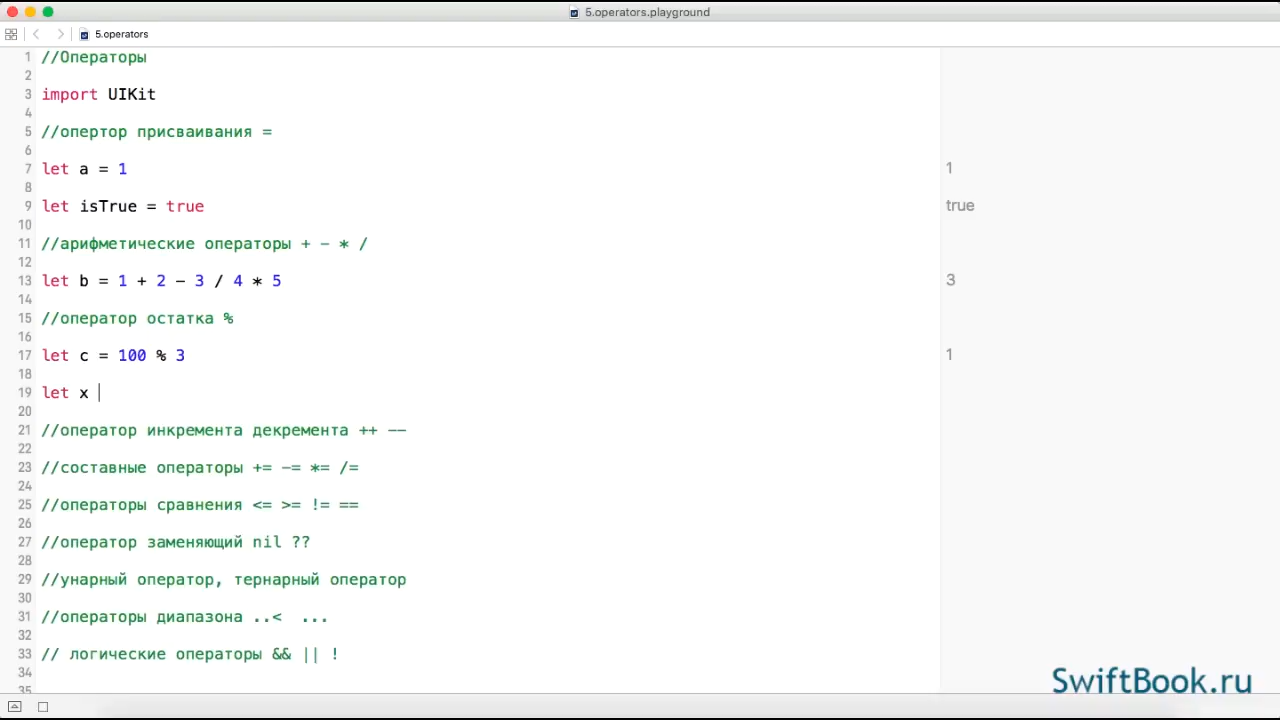 5.operators.playground
5.operators
1 //Операторы
2
3 import UIKit
4
5 //опертор присваивания =
6
7 let a = 1 1
8
9 let isTrue = true true
10
11 //арифметические операторы + - * /
12
13 let b = 1 + 2 - 3 / 4 * 5 3
14
15 //оператор остатка %
16
17 let c = 100 % 3 1
18
19 let x
20
21 //оператор инкремента декремента ++ --
22
23 //составные операторы += -= *= /=
24
25 //операторы сравнения <= >= != ==
26
27 //оператор заменяющий nil ??
28
29 //унарный оператор, тернарный оператор
30
31 //операторы диапазона ..< ...
32
33 // логические операторы && || !
34
35
SwiftBook.ru